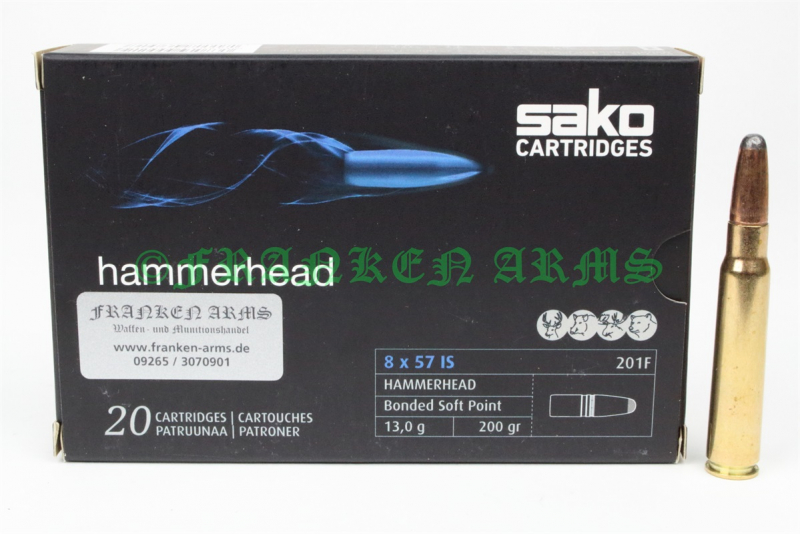 sako
CARTRIDGES
©FRANKEN ARMS
hammerhead
FRANKEN ARMS
Waffen- und Munitionshandel
www.franken-arms.de
09265 / 3070901
8 x 57 IS 201F
HAMMERHEAD
Bonded Soft Point
13,0 g 200 gr
20 CARTRIDGES | CARTOUCHES
PATRUUNAA | PATRONER